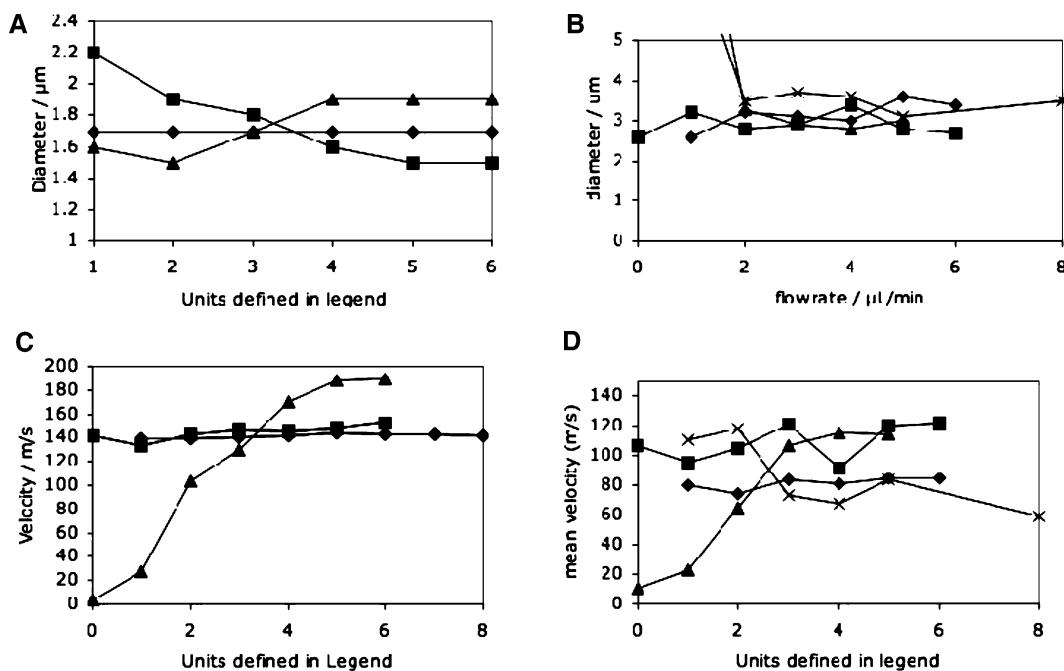 A
2.4
2.2
2
1.8
1.6
1.4
1.2
1
Diameter / µm
1 2 3 4 5 6
Units defined in legend
B
5
4
3
2
1
0
diameter / um
0 2 4 6 8
flowrate / µl/min
C
200
180
160
140
120
100
80
60
40
20
0
Velocity / m/s
0 2 4 6 8
Units defined in Legend
D
140
120
100
80
60
40
20
0
mean velocity (m/s)
0 2 4 6 8
Units defined in legend